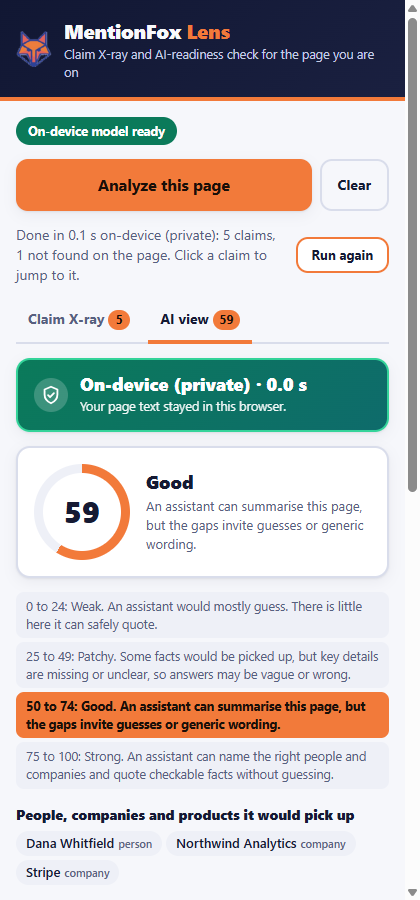 MentionFox Lens
Claim X-ray and AI-readiness check for the page you are
on
On-device model ready
Analyze this page
Clear
Done in 0.1 s on-device (private): 5 claims,
1 not found on the page. Click a claim to
jump to it.
Run again
Claim X-ray 5
AI view 59
On-device (private) · 0.0 s
Your page text stayed in this browser.
59
Good
An assistant can summarise this page,
but the gaps invite guesses or generic
wording.
0 to 24: Weak. An assistant would mostly guess. There is little
here it can safely quote.
25 to 49: Patchy. Some facts would be picked up, but key details
are missing or unclear, so answers may be vague or wrong.
50 to 74: Good. An assistant can summarise this page, but
the gaps invite guesses or generic wording.
75 to 100: Strong. An assistant can name the right people and
companies and quote checkable facts without guessing.
People, companies and products it would pick up
Dana Whitfield person
Northwind Analytics company
Stripe company